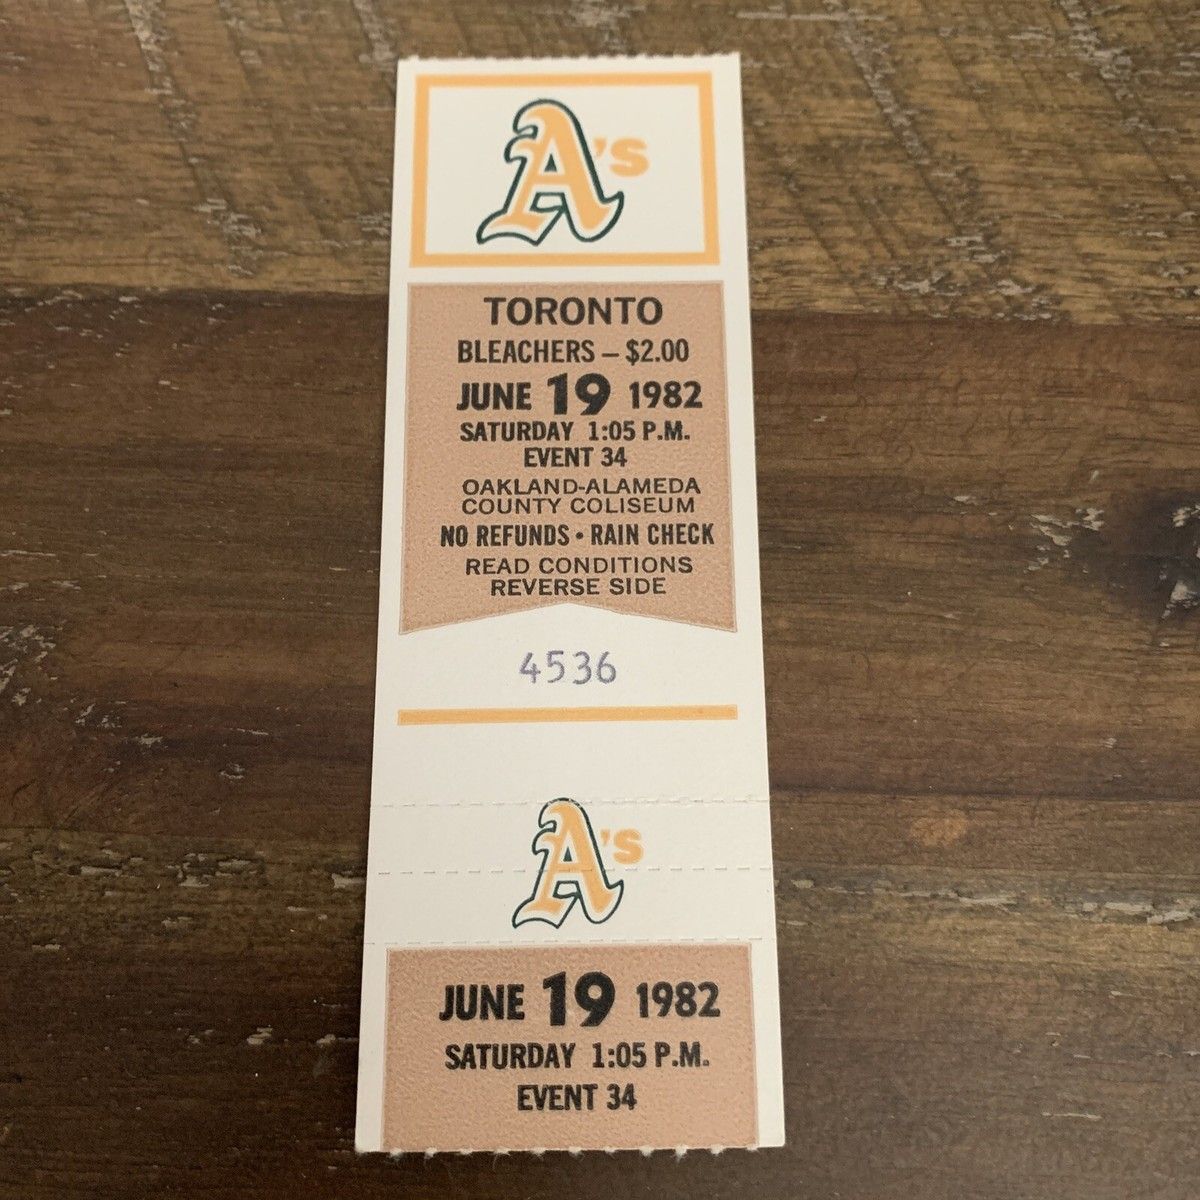 A's
TORONTO
BLEACHERS – $2.00
JUNE 19 1982
SATURDAY 1:05 P.M.
EVENT 34
OAKLAND-ALAMEDA
COUNTY COLISEUM
NO REFUNDS • RAIN CHECK
READ CONDITIONS
REVERSE SIDE
4536
A's
JUNE 19 1982
SATURDAY 1:05 P.M.
EVENT 34